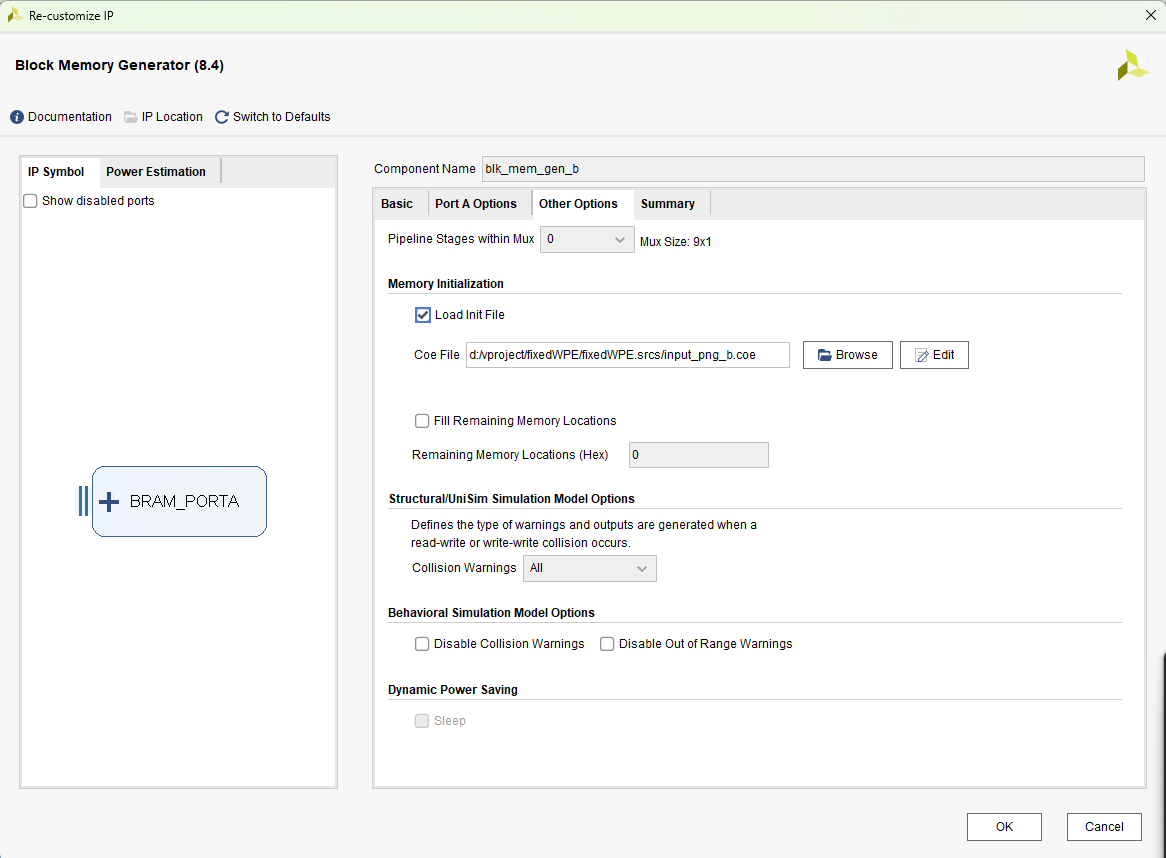 Re-customize IP
Block Memory Generator (8.4)
Documentation IP Location Switch to Defaults
IP Symbol Power Estimation
Show disabled ports
BRAM_PORTA
Component Name blk_mem_gen_b
Basic Port A Options Other Options Summary
Pipeline Stages within Mux 0 Mux Size: 9x1
Memory Initialization
Load Init File
Coe File d:/vproject/fixedWPE/fixedWPE.srcs/input_png_b.coe Browse Edit
Fill Remaining Memory Locations
Remaining Memory Locations (Hex) 0
Structural/UniSim Simulation Model Options
Defines the type of warnings and outputs are generated when a
read-write or write-write collision occurs.
Collision Warnings All
Behavioral Simulation Model Options
Disable Collision Warnings Disable Out of Range Warnings
Dynamic Power Saving
Sleep
OK Cancel